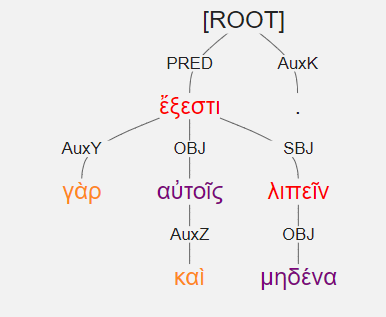 [ROOT]
PRED AuxK
ἔξεστι .
AuxY OBJ SBJ
γὰρ αὐτοῖς λιπεῖν
AuxZ OBJ
καὶ μηδένα